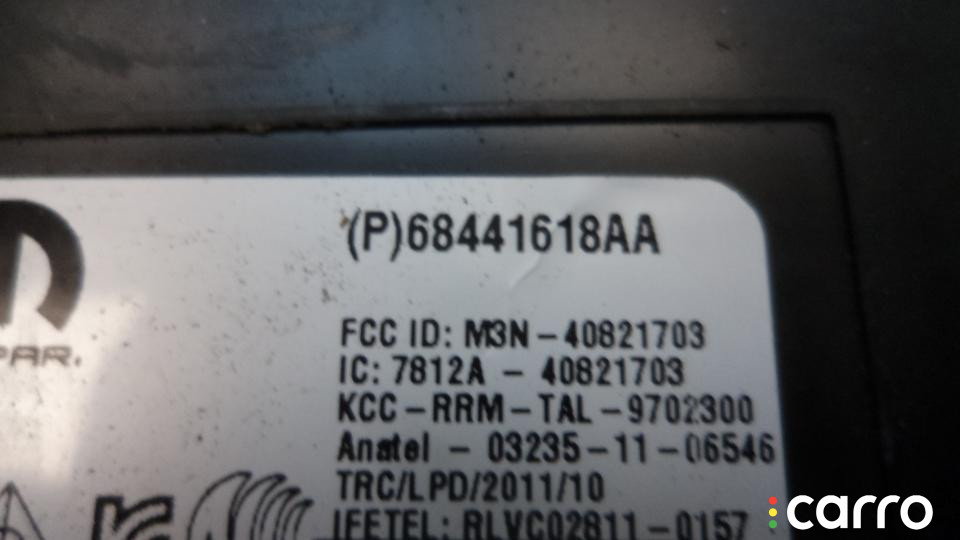 (P)68441618AA
PAR.
FCC ID: M3N-40821703
IC: 7812A - 40821703
KCC-RRM-TAL-9702300
Anatel - 03235-11-06546
TRC/LPD/2011/10
IFETEL: RLVC02811-0157
carro